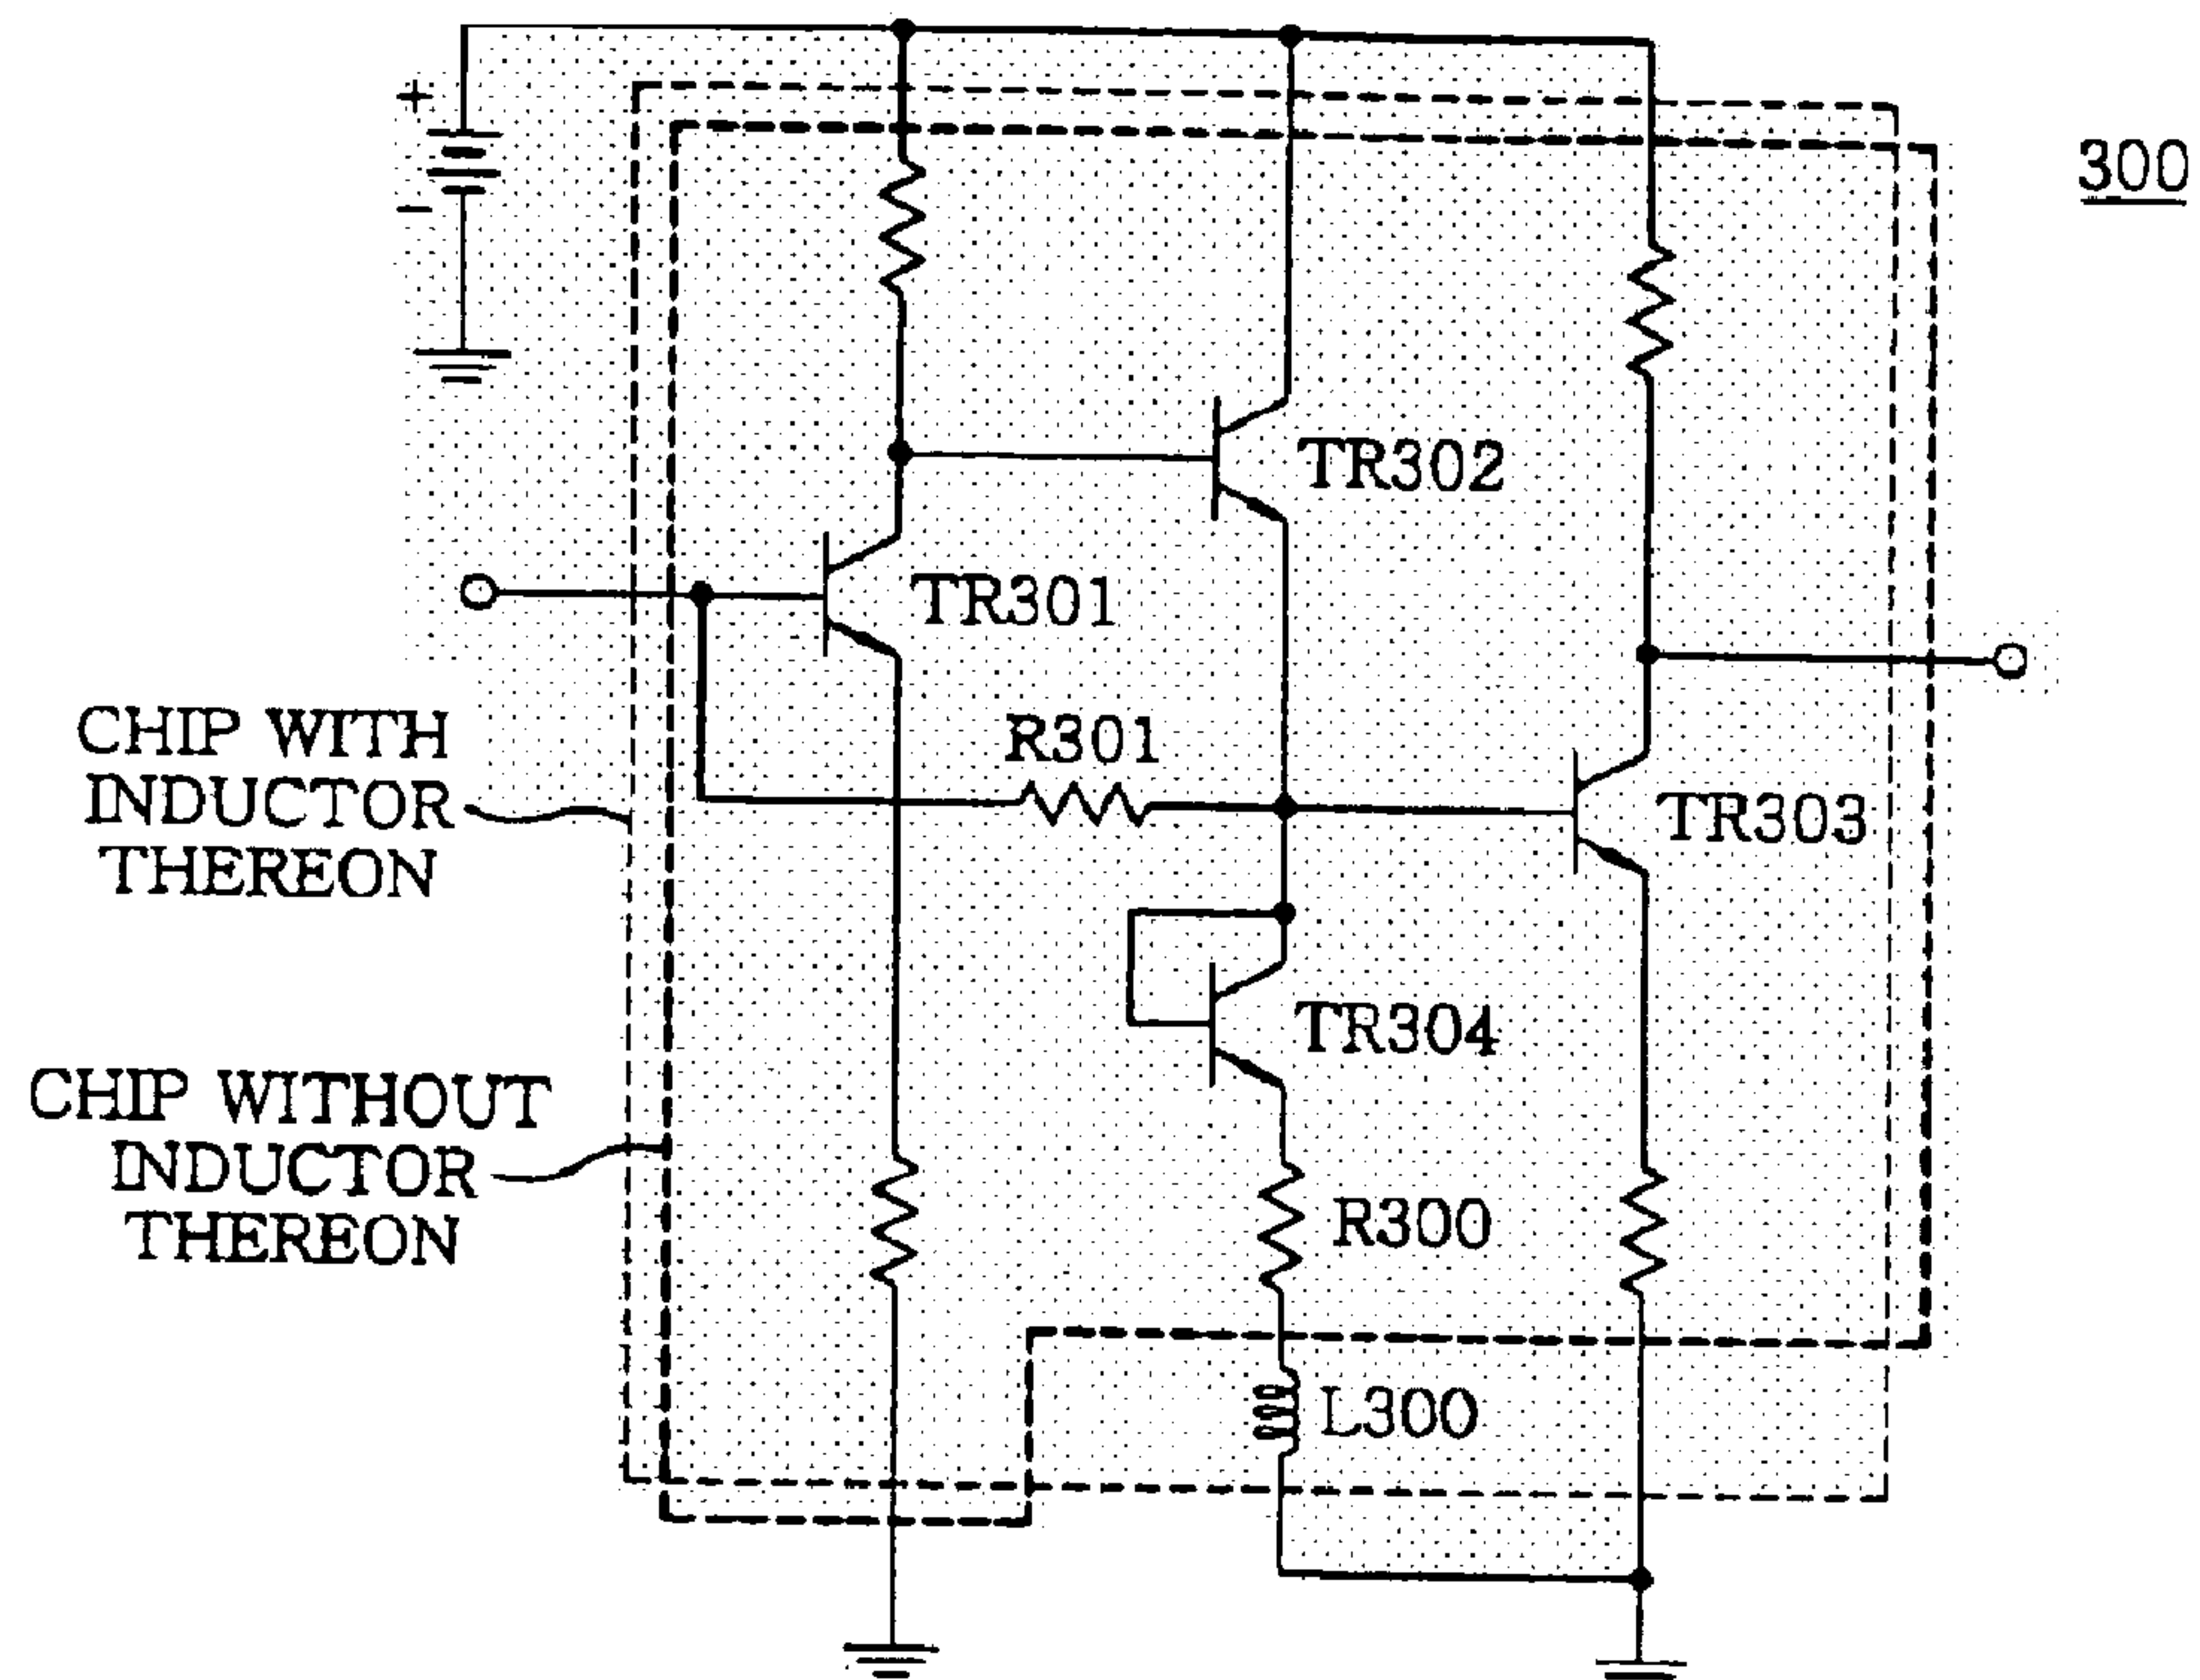 +
−
300
TR302
TR301
R301
CHIP WITH
INDUCTOR
THEREON
TR303
TR304
CHIP WITHOUT
INDUCTOR
THEREON
R300
L300